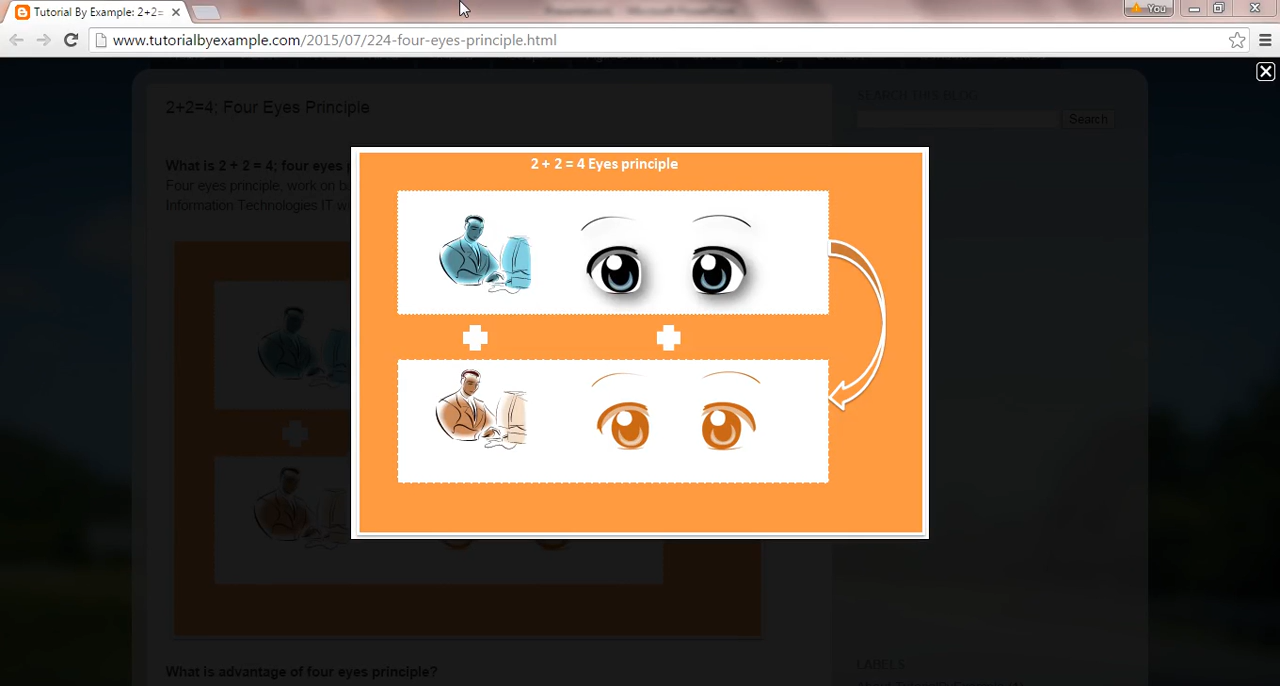 Tutorial By Example: 2+2=
You
www.tutorialbyexample.com/2015/07/224-four-eyes-principle.html
2+2=4; Four Eyes Principle
SEARCH THIS BLOG
Search
What is 2 + 2 = 4; four eyes
Four eyes principle, work on
Information Technologies IT
2 + 2 = 4 Eyes principle
What is advantage of four eyes principle?
LABELS